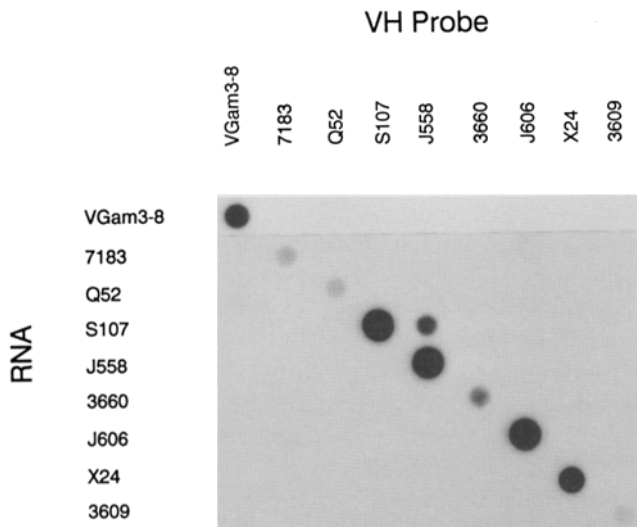 VH Probe
VGam3-8 7183 Q52 S107 J558 3660 J606 X24 3609
RNA
VGam3-8
7183
Q52
S107
J558
3660
J606
X24
3609